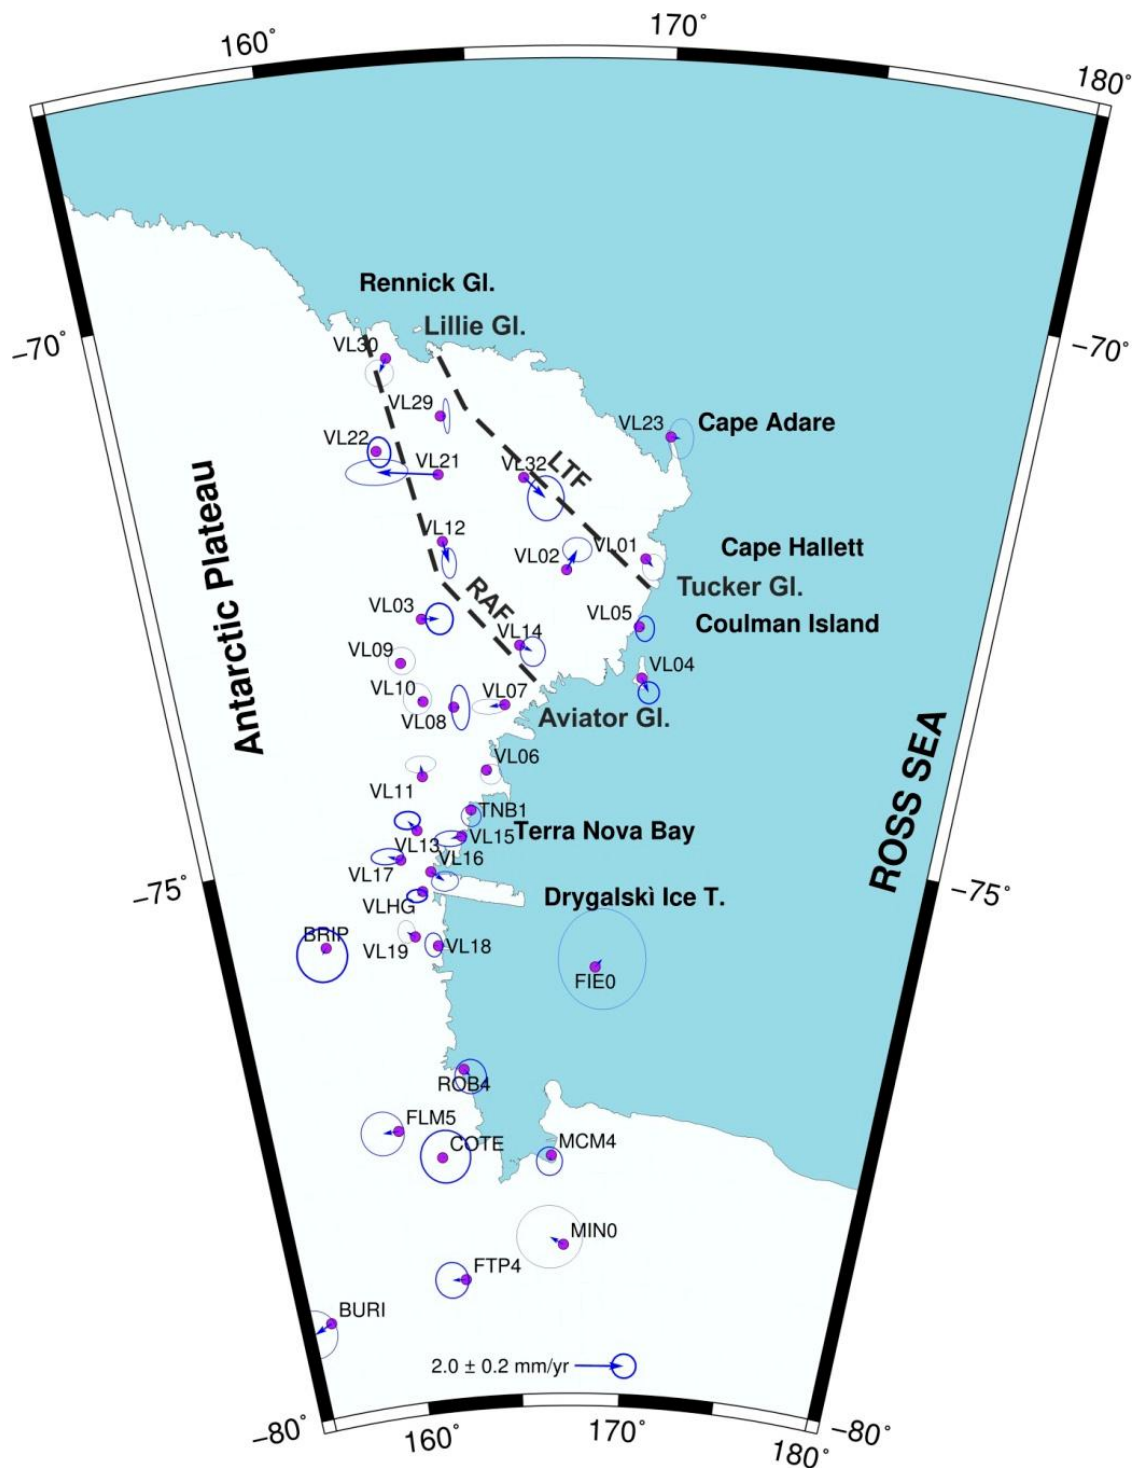 160°
170°
180°
Rennick Gl.
Lillie Gl.
−70°
−70°
VL30
VL29
VL23
Cape Adare
VL22
VL21
VL32
LTF
Antarctic Plateau
VL12
VL02
VL01
Cape Hallett
Tucker Gl.
RAF
VL03
VL05
Coulman Island
VL14
VL09
VL04
VL10
VL07
VL08
Aviator Gl.
ROSS SEA
VL06
VL11
TNB1
Terra Nova Bay
VL15
VL13
VL16
VL17
−75°
−75°
VLHG
Drygalskì Ice T.
BRIP
VL19
VL18
FIE0
ROB4
FLM5
COTE
MCM4
MIN0
FTP4
BURI
2.0 ± 0.2 mm/yr
−80°
160°
170°
180°
−80°